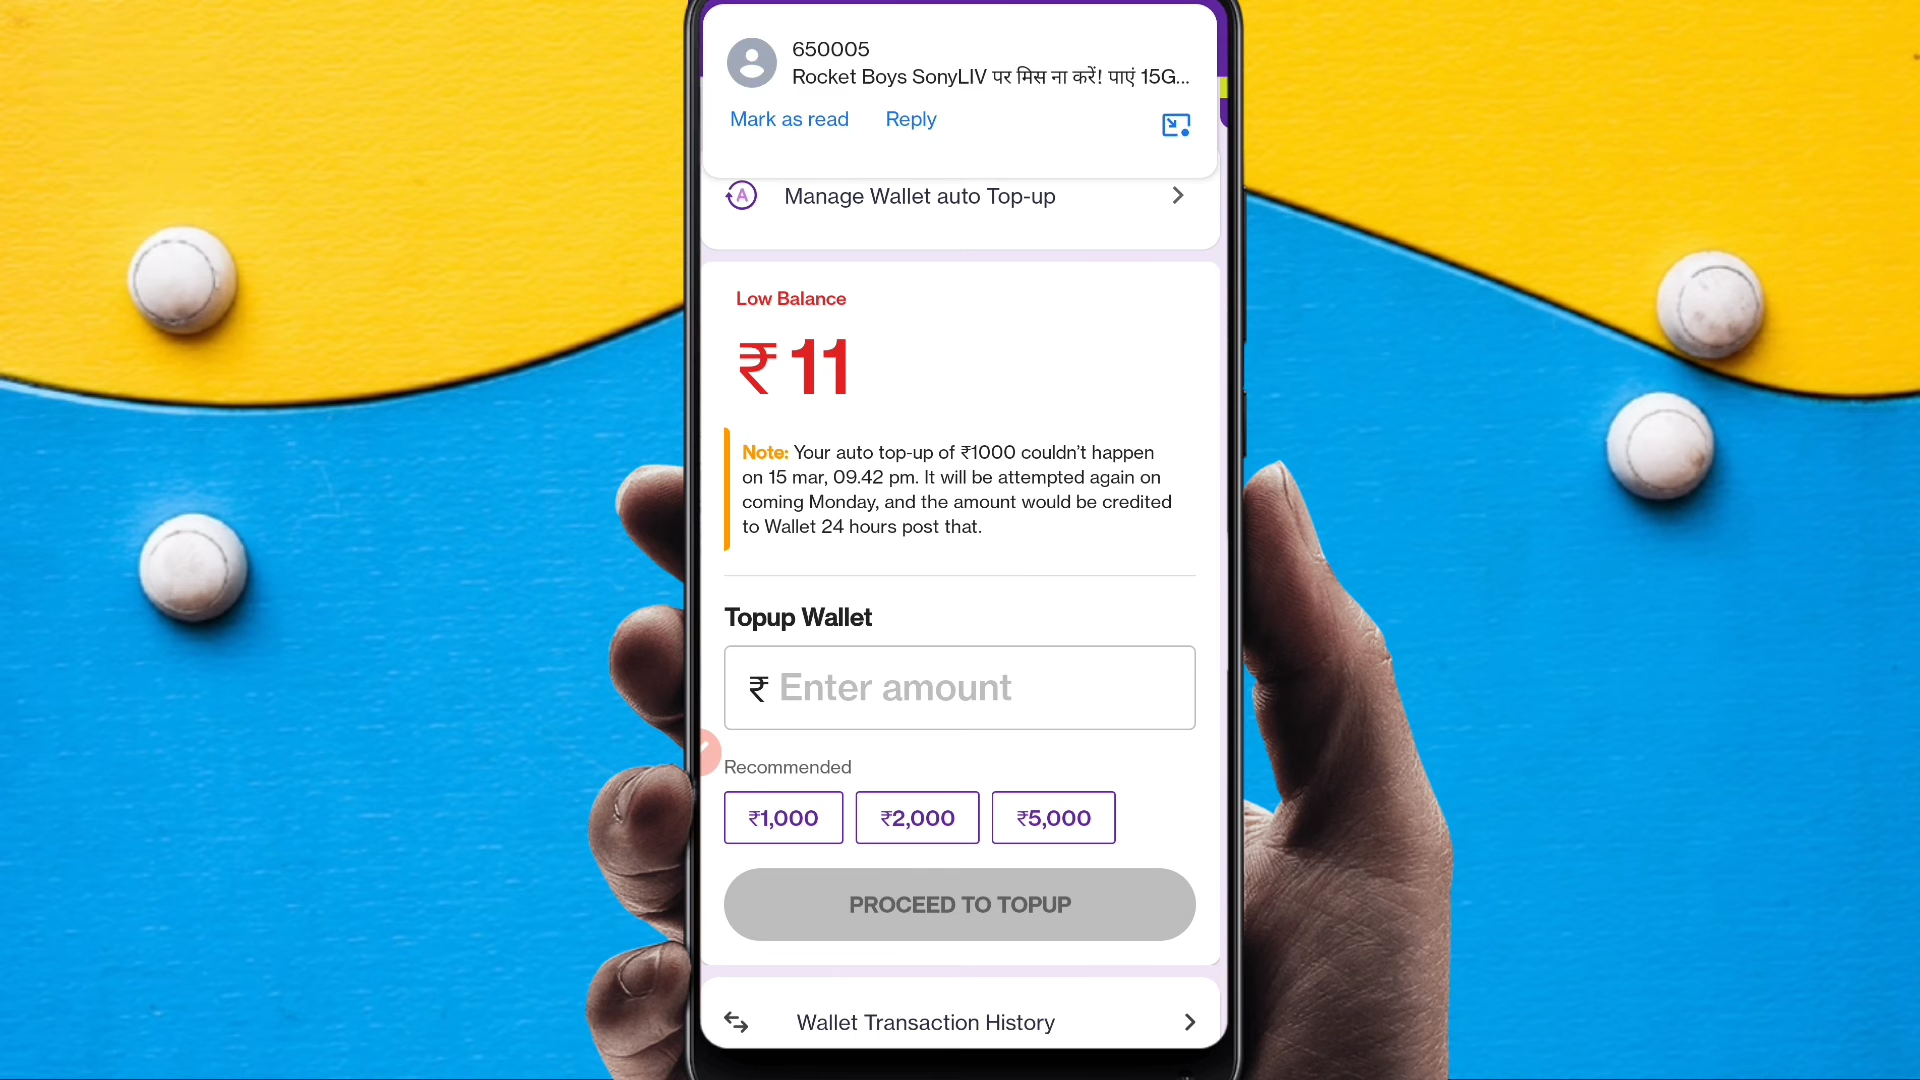 650005
Rocket Boys SonyLIV पर मिस ना करें! पाएं 15G...
Mark as read Reply
Manage Wallet auto Top-up
Low Balance
₹11
Note: Your auto top-up of ₹1000 couldn't happen
on 15 mar, 09.42 pm. It will be attempted again on
coming Monday, and the amount would be credited
to Wallet 24 hours post that.
Topup Wallet
₹ Enter amount
Recommended
₹1,000 ₹2,000 ₹5,000
PROCEED TO TOPUP
Wallet Transaction History